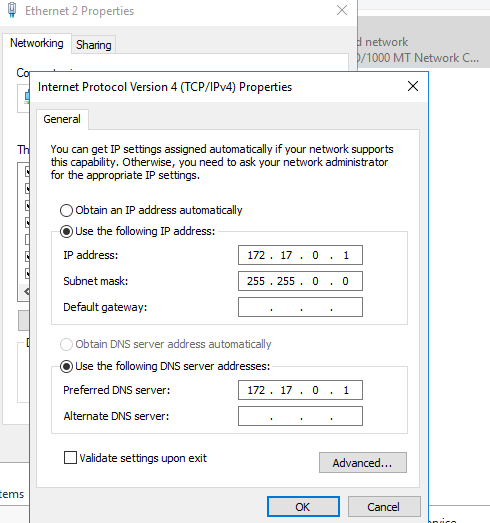 Ethernet 2 Properties
Networking
Sharing
d network
0/1000 MT Network C...
Internet Protocol Version 4 (TCP/IPv4) Properties
General
You can get IP settings assigned automatically if your network supports
this capability. Otherwise, you need to ask your network administrator
for the appropriate IP settings.
Obtain an IP address automatically
Use the following IP address:
IP address: 172 . 17 . 0 . 1
Subnet mask: 255 . 255 . 0 . 0
Default gateway: . . .
Obtain DNS server address automatically
Use the following DNS server addresses:
Preferred DNS server: 172 . 17 . 0 . 1
Alternate DNS server: . . .
Validate settings upon exit
Advanced...
OK
Cancel